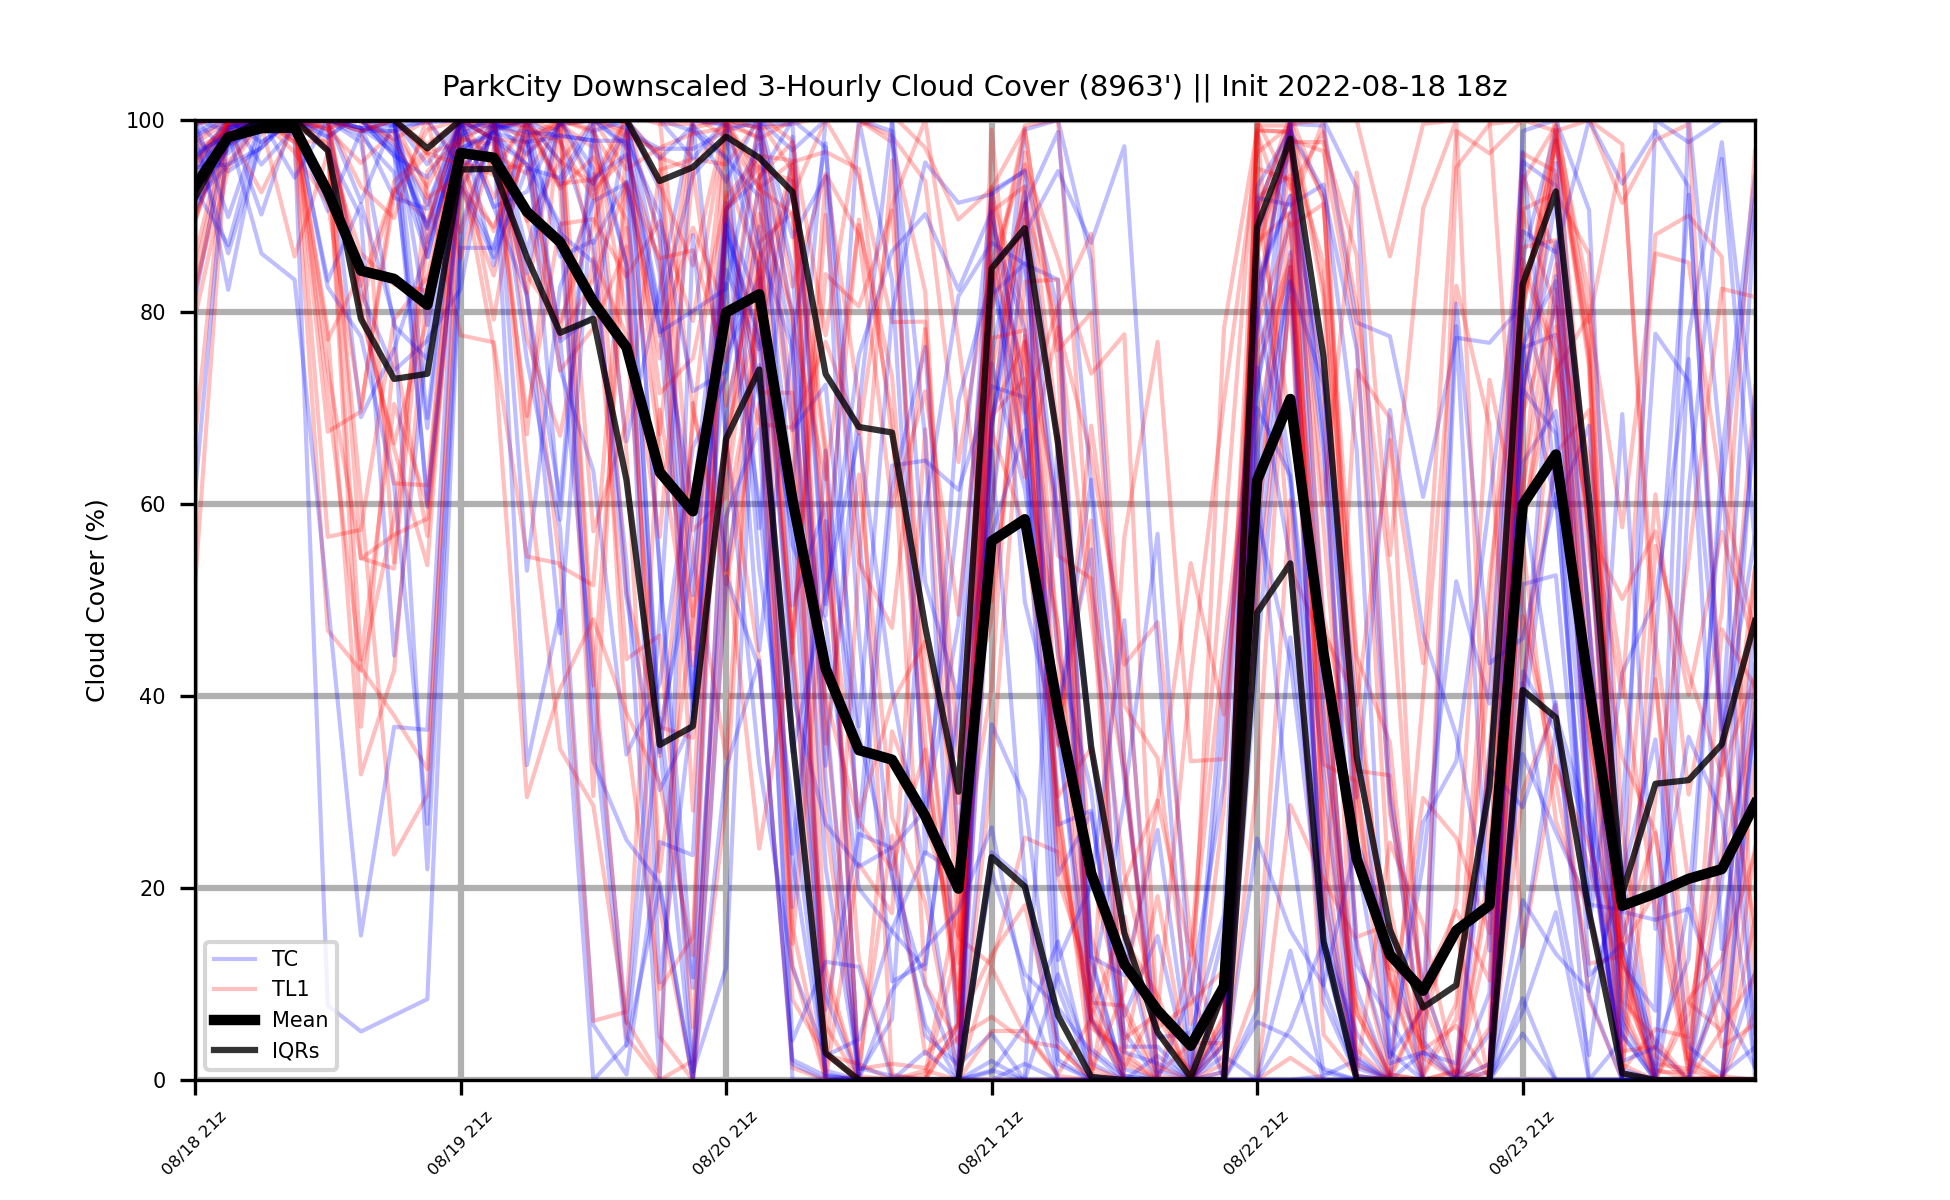 ParkCity Downscaled 3-Hourly Cloud Cover (8963') || Init 2022-08-18 18z
Cloud Cover (%)
100
80
60
40
20
0
TC
TL1
Mean
IQRs
08/18 21z
08/19 21z
08/20 21z
08/21 21z
08/22 21z
08/23 21z